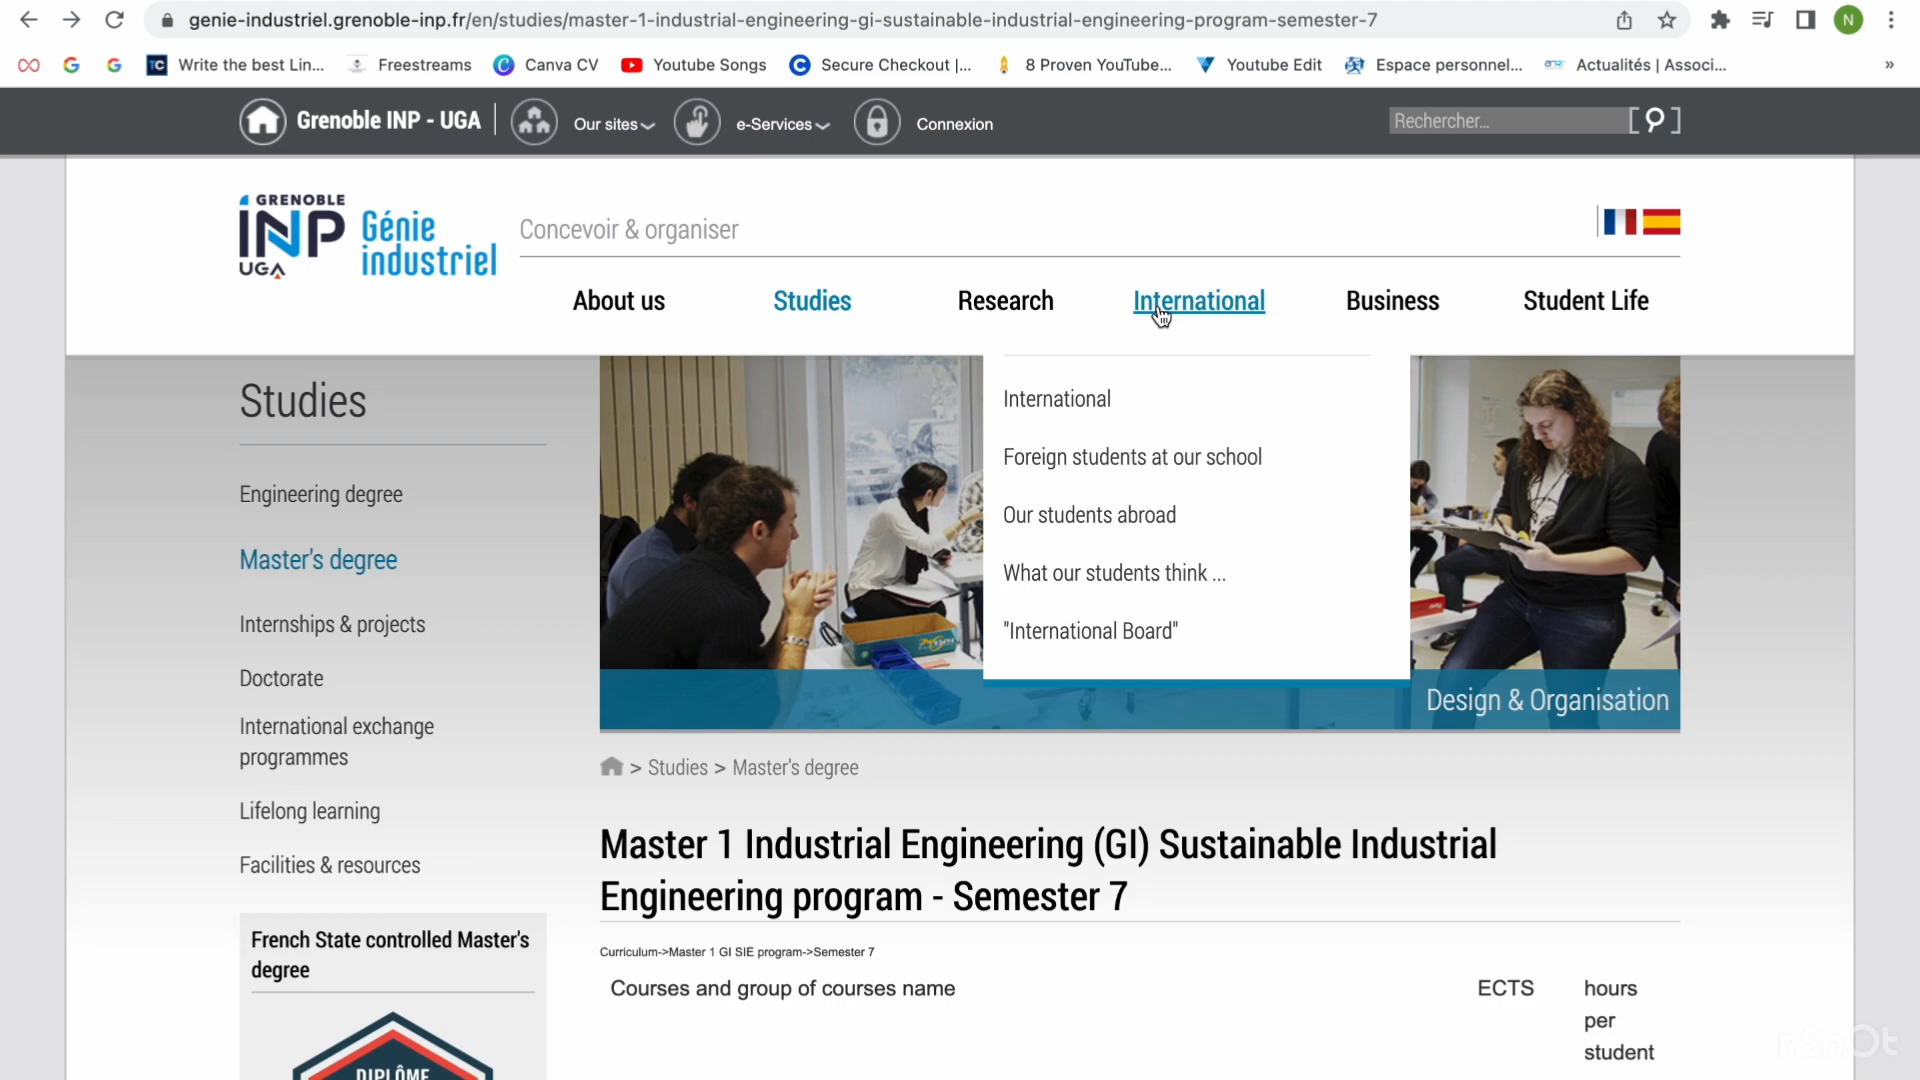 genie-industriel.grenoble-inp.fr/en/studies/master-1-industrial-engineering-gi-sustainable-industrial-engineering-program-semester-7
N
TC Write the best Lin... Freestreams Canva CV Youtube Songs Secure Checkout |... 8 Proven YouTube... Youtube Edit Espace personnel... Actualités | Associ... »
Grenoble INP - UGA Our sites e-Services Connexion Rechercher...
GRENOBLE
INP
UGA
Génie
industriel
Concevoir & organiser
About us Studies Research International Business Student Life
Studies
Engineering degree
Master's degree
Internships & projects
Doctorate
International exchange
programmes
Lifelong learning
Facilities & resources
French State controlled Master's
degree
DIPLÔME
International
Foreign students at our school
Our students abroad
What our students think ...
"International Board"
Design & Organisation
> Studies > Master's degree
Master 1 Industrial Engineering (GI) Sustainable Industrial
Engineering program - Semester 7
Curriculum->Master 1 GI SIE program->Semester 7
Courses and group of courses name ECTS hours
per
student
InShOt